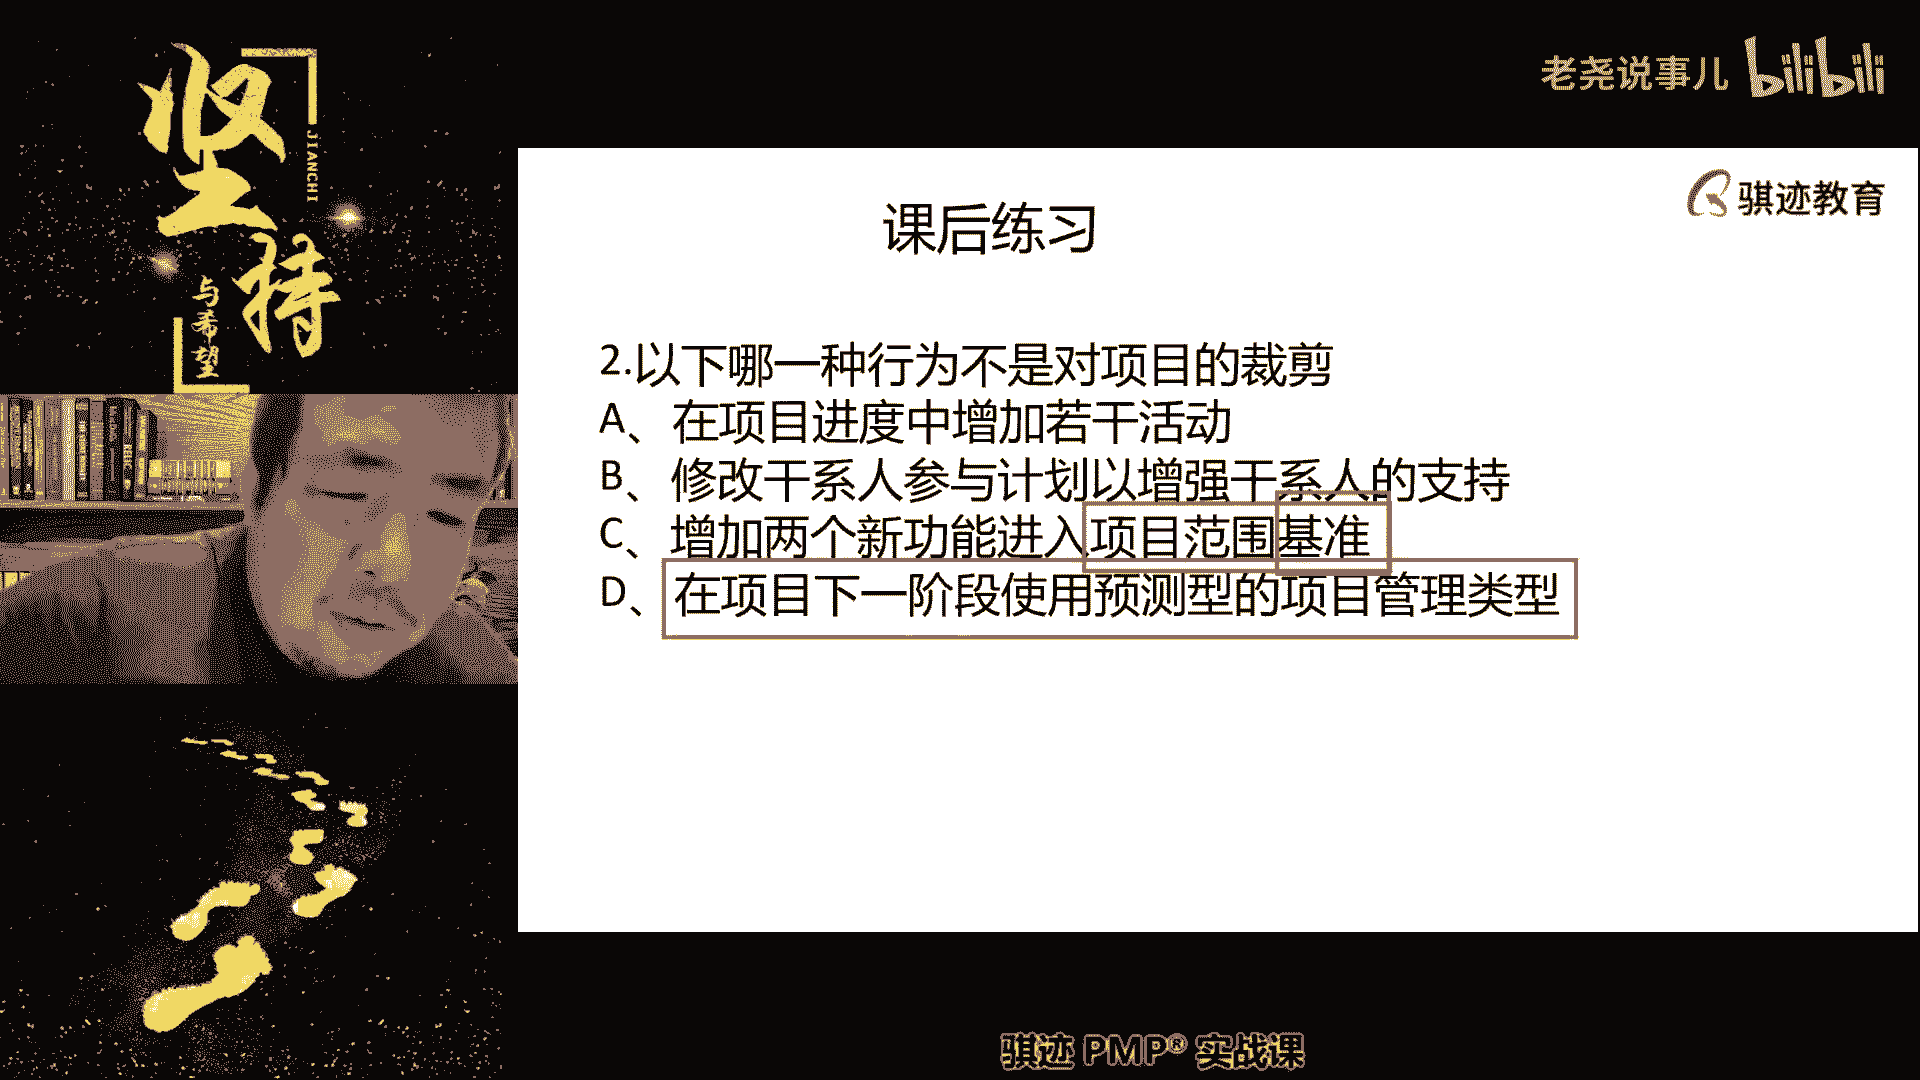 坚持
JIANCHI
与希望
老尧说事儿 bilibili
骐迹教育
课后练习
2.以下哪一种行为不是对项目的裁剪
A、在项目进度中增加若干活动
B、修改干系人参与计划以增强干系人的支持
C、增加两个新功能进入项目范围基准
D、在项目下一阶段使用预测型的项目管理类型
骐迹 PMP® 实战课